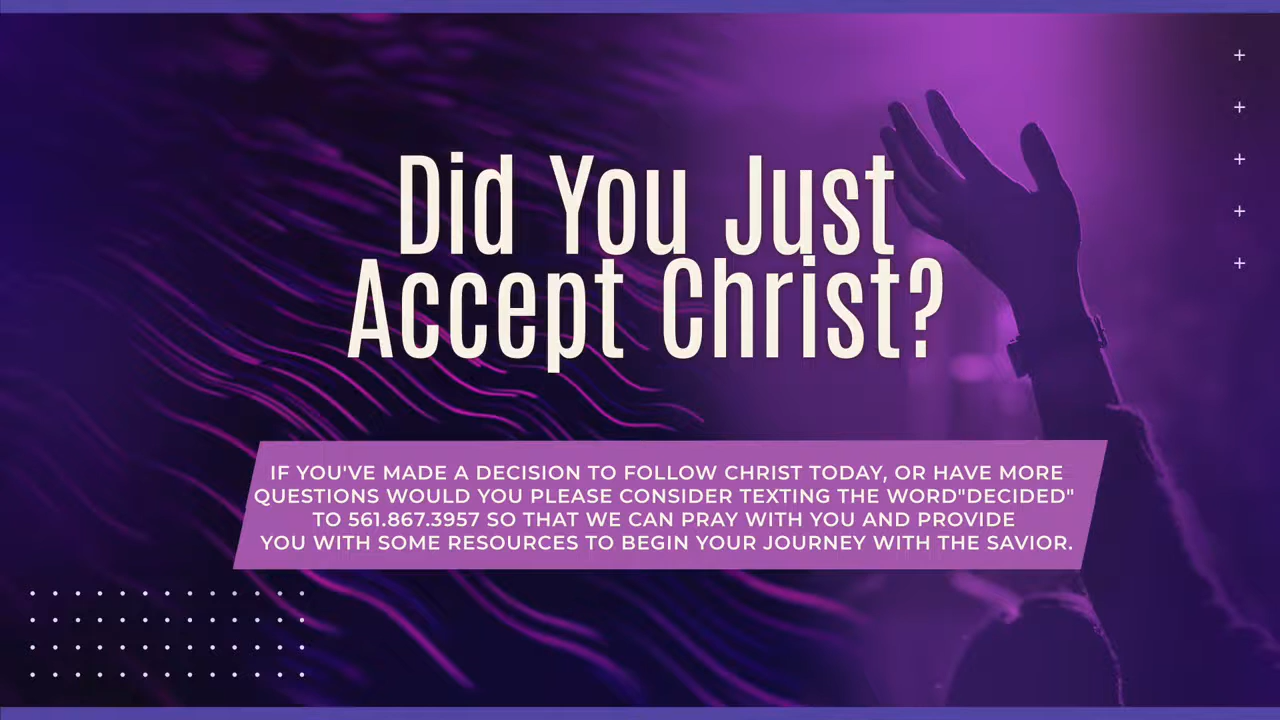 Did You Just
Accept Christ?
IF YOU'VE MADE A DECISION TO FOLLOW CHRIST TODAY, OR HAVE MORE
QUESTIONS WOULD YOU PLEASE CONSIDER TEXTING THE WORD"DECIDED"
TO 561.867.3957 SO THAT WE CAN PRAY WITH YOU AND PROVIDE
YOU WITH SOME RESOURCES TO BEGIN YOUR JOURNEY WITH THE SAVIOR.